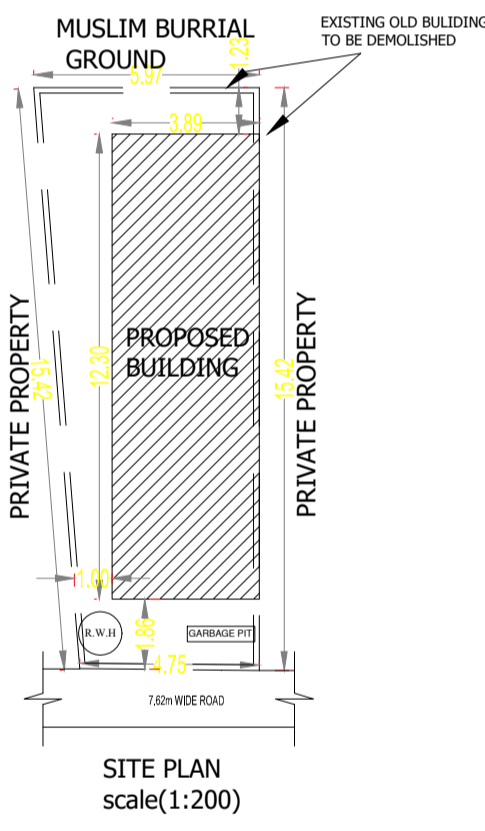 MUSLIM BURRIAL
GROUND
EXISTING OLD BULIDING
TO BE DEMOLISHED
5.97
1.23
3.89
PRIVATE PROPERTY
15.42
12.30
PROPOSED
BUILDING
15.42
PRIVATE PROPERTY
1.00
R.W.H
1.86
GARBAGE PIT
4.75
7,62m WIDE ROAD
SITE PLAN
scale(1:200)